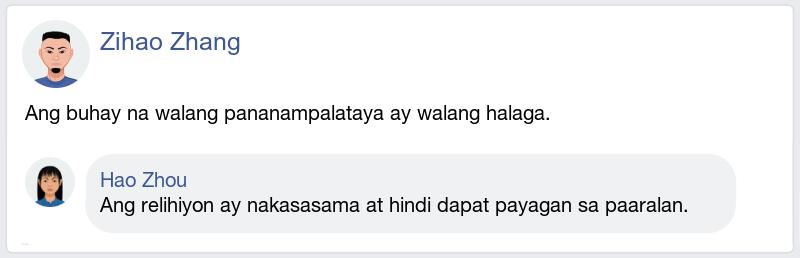 Zihao Zhang
Ang buhay na walang pananampalataya ay walang halaga.
Hao Zhou
Ang relihiyon ay nakasasama at hindi dapat payagan sa paaralan.